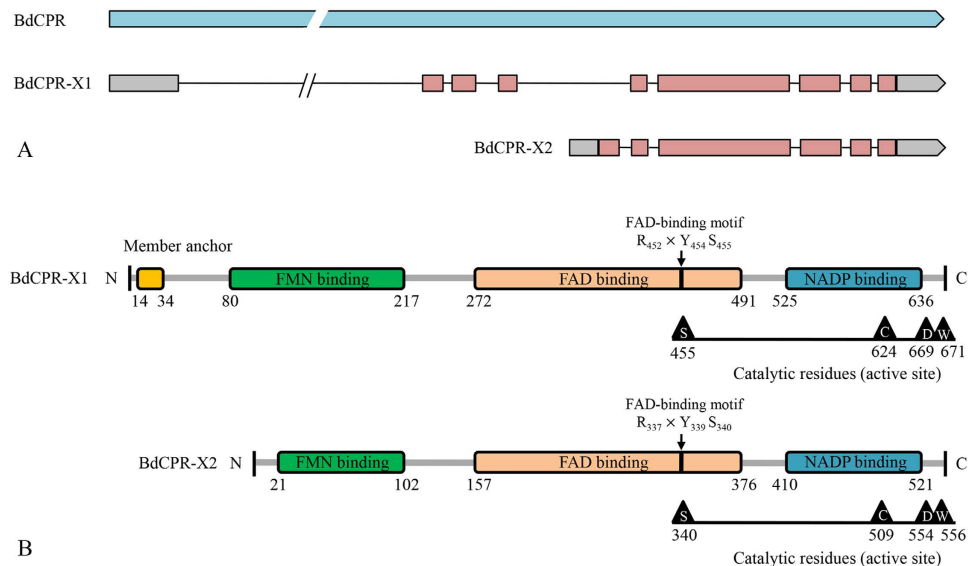 BdCPR
BdCPR-X1
BdCPR-X2
A
FAD-binding motif
R452 × Y454 S455
Member anchor
BdCPR-X1 N FMN binding FAD binding NADP binding C
14 34 80 217 272 491 525 636
S C D W
455 624 669 671
Catalytic residues (active site)
FAD-binding motif
R337 × Y339 S340
BdCPR-X2 N FMN binding FAD binding NADP binding C
21 102 157 376 410 521
S C D W
340 509 554 556
B
Catalytic residues (active site)